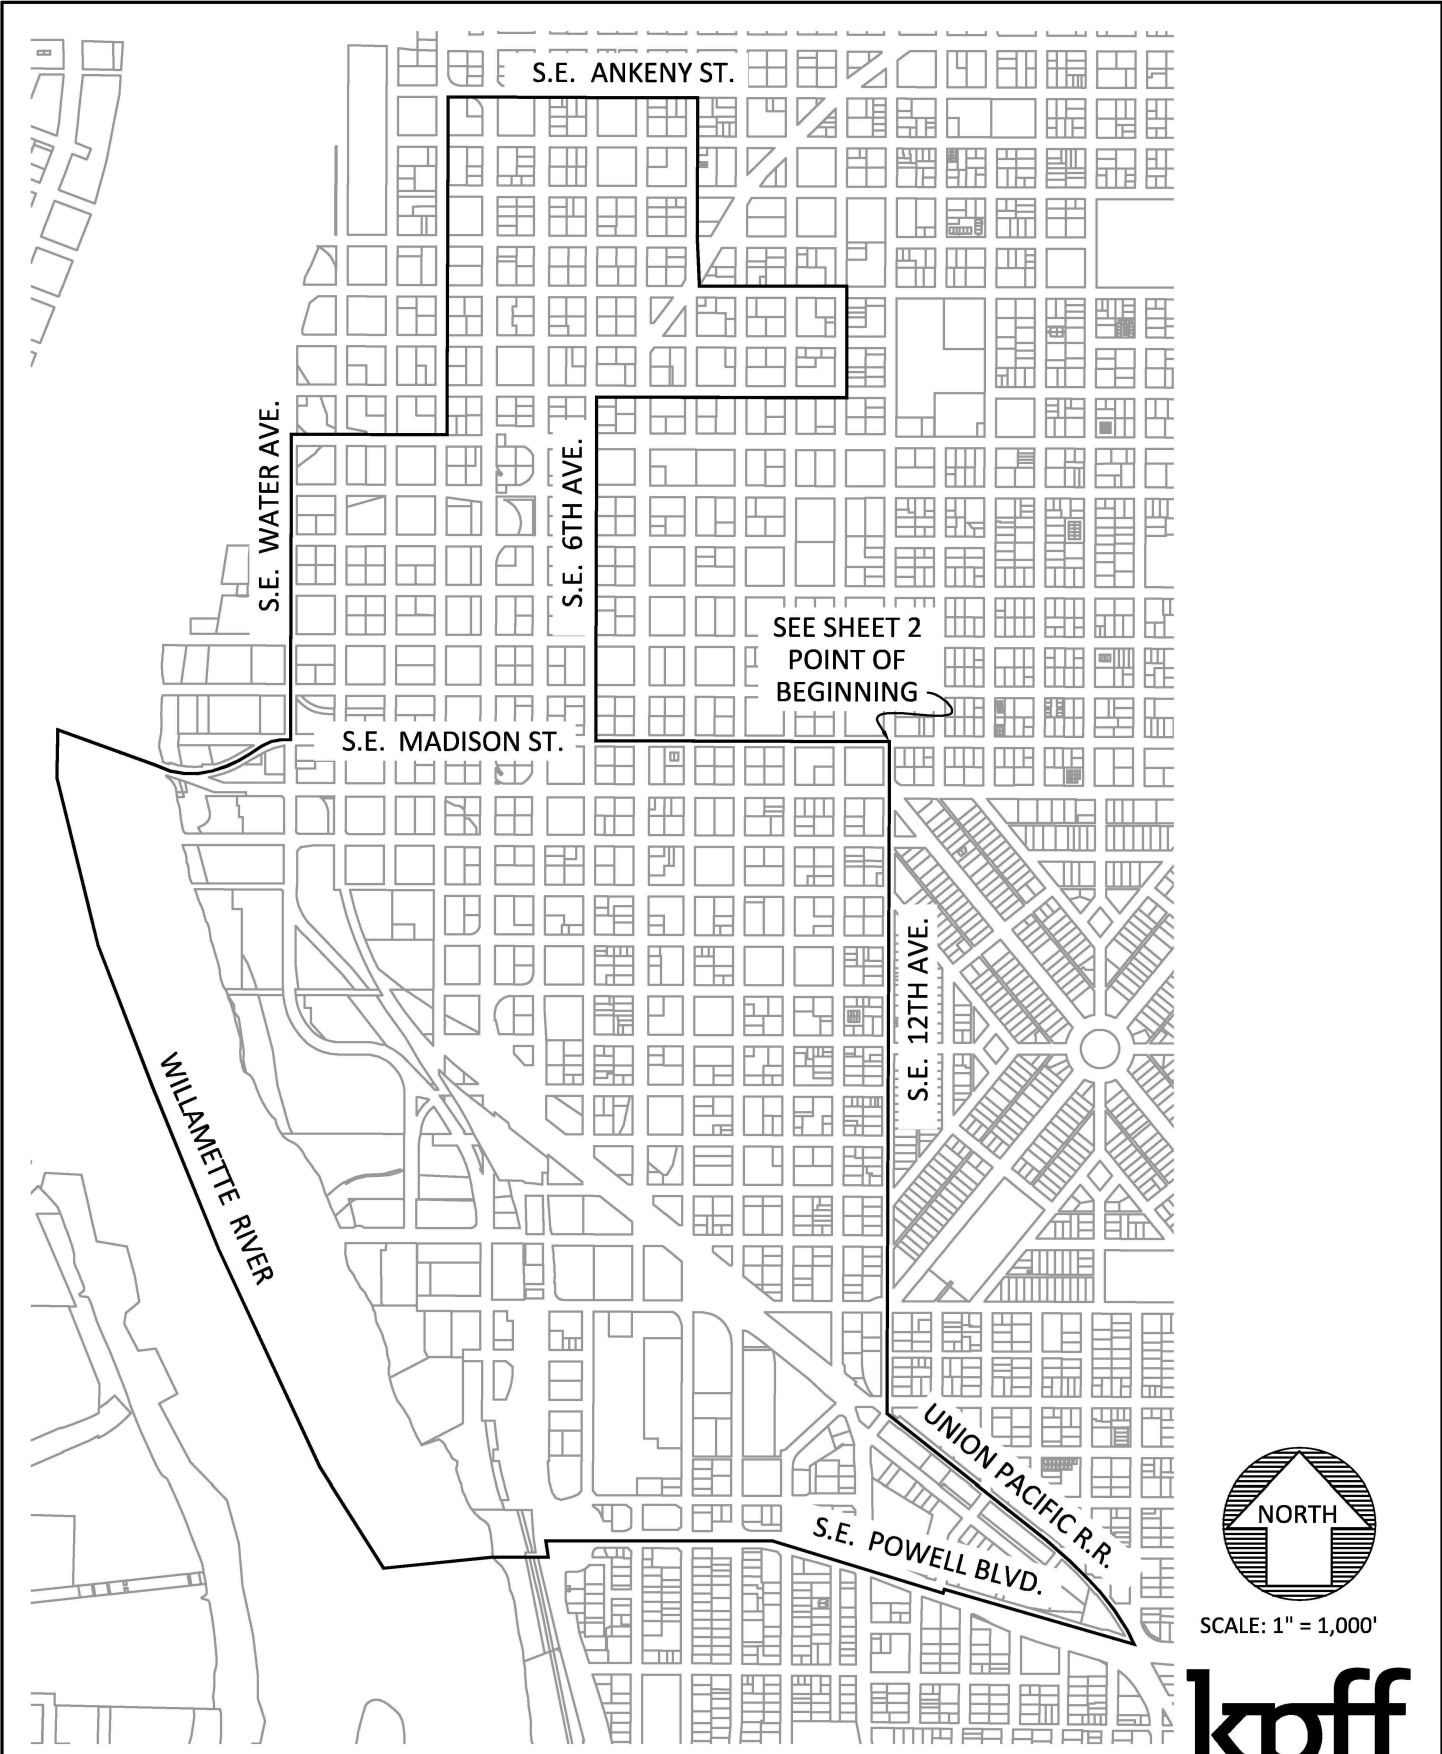 S.E. ANKENY ST.
S.E. WATER AVE.
S.E. 6TH AVE.
SEE SHEET 2
POINT OF
BEGINNING
S.E. MADISON ST.
S.E. 12TH AVE.
WILLAMETTE RIVER
UNION PACIFIC R.R.
S.E. POWELL BLVD.
NORTH
SCALE: 1" = 1,000'
kpff